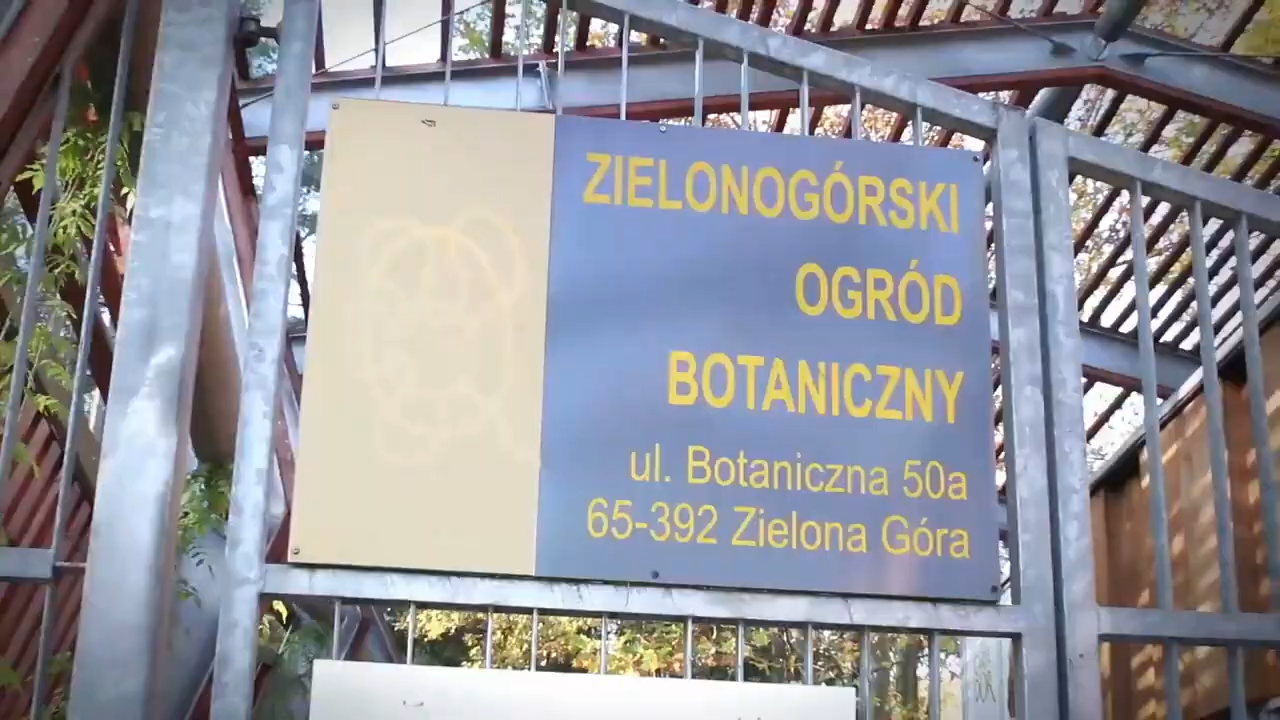 ZIELONOGÓRSKI
OGRÓD
BOTANICZNY
ul. Botaniczna 50a
65-392 Zielona Góra